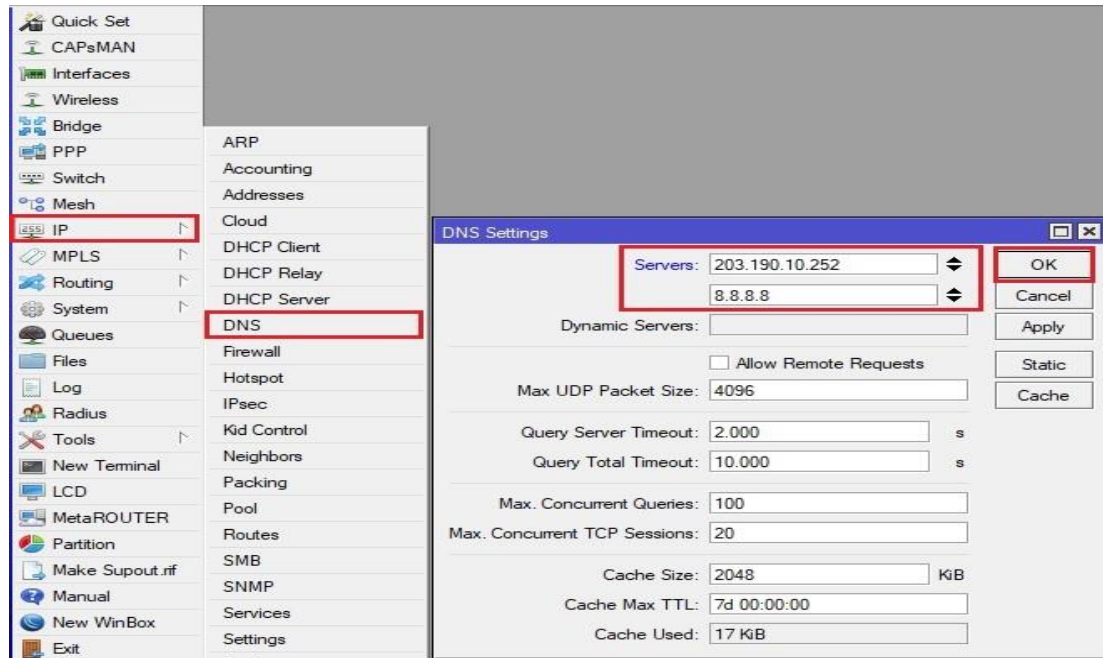 Quick Set
CAPsMAN
Interfaces
Wireless
Bridge
PPP
Switch
Mesh
IP
MPLS
Routing
System
Queues
Files
Log
Radius
Tools
New Terminal
LCD
MetaROUTER
Partition
Make Supout.rif
Manual
New WinBox
Exit
ARP
Accounting
Addresses
Cloud
DHCP Client
DHCP Relay
DHCP Server
DNS
Firewall
Hotspot
IPsec
Kid Control
Neighbors
Packing
Pool
Routes
SMB
SNMP
Services
Settings
DNS Settings
Servers: 203.190.10.252
8.8.8.8
Dynamic Servers:
Allow Remote Requests
Max UDP Packet Size: 4096
Query Server Timeout: 2.000 s
Query Total Timeout: 10.000 s
Max. Concurrent Queries: 100
Max. Concurrent TCP Sessions: 20
Cache Size: 2048 KiB
Cache Max TTL: 7d 00:00:00
Cache Used: 17 KiB
OK
Cancel
Apply
Static
Cache